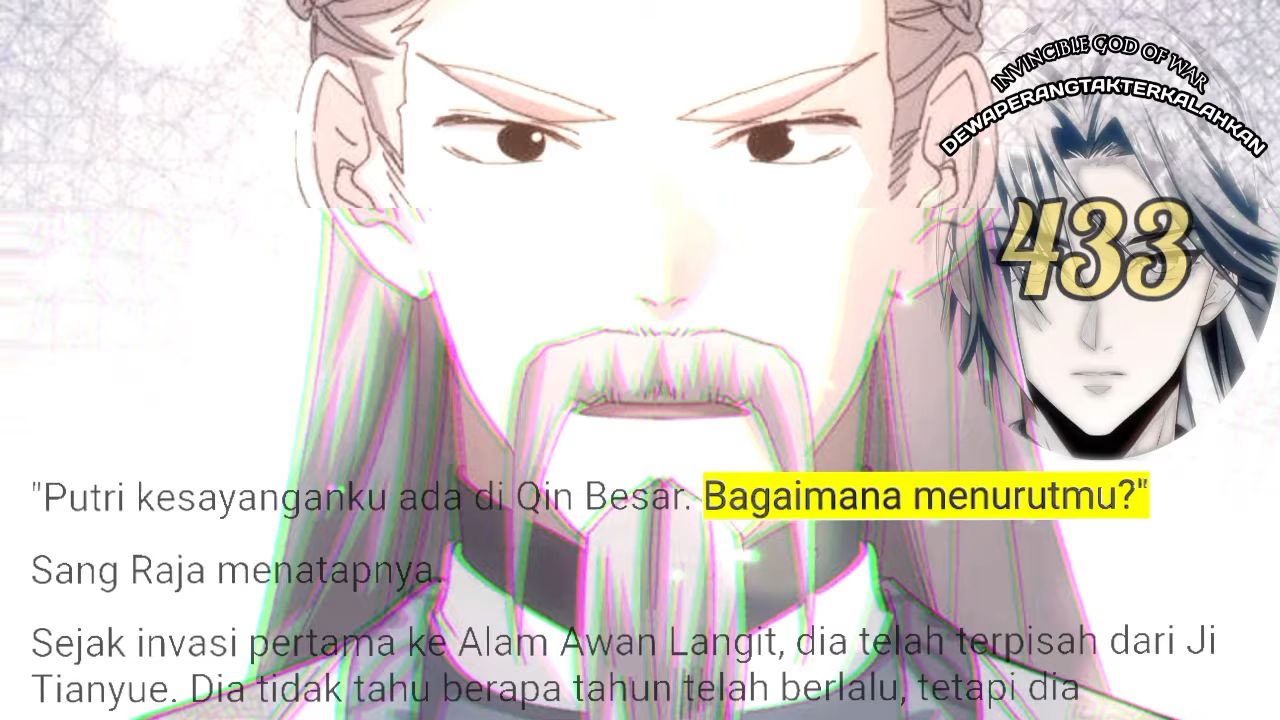 INVINCIBLE GOD OF WAR
DEWAPERANGTAKTERKALAHKAN
433
"Putri kesayanganku ada di Qin Besar. Bagaimana menurutmu?"
Sang Raja menatapnya.
Sejak invasi pertama ke Alam Awan Langit, dia telah terpisah dari Ji
Tianyue. Dia tidak tahu berapa tahun telah berlalu, tetapi dia